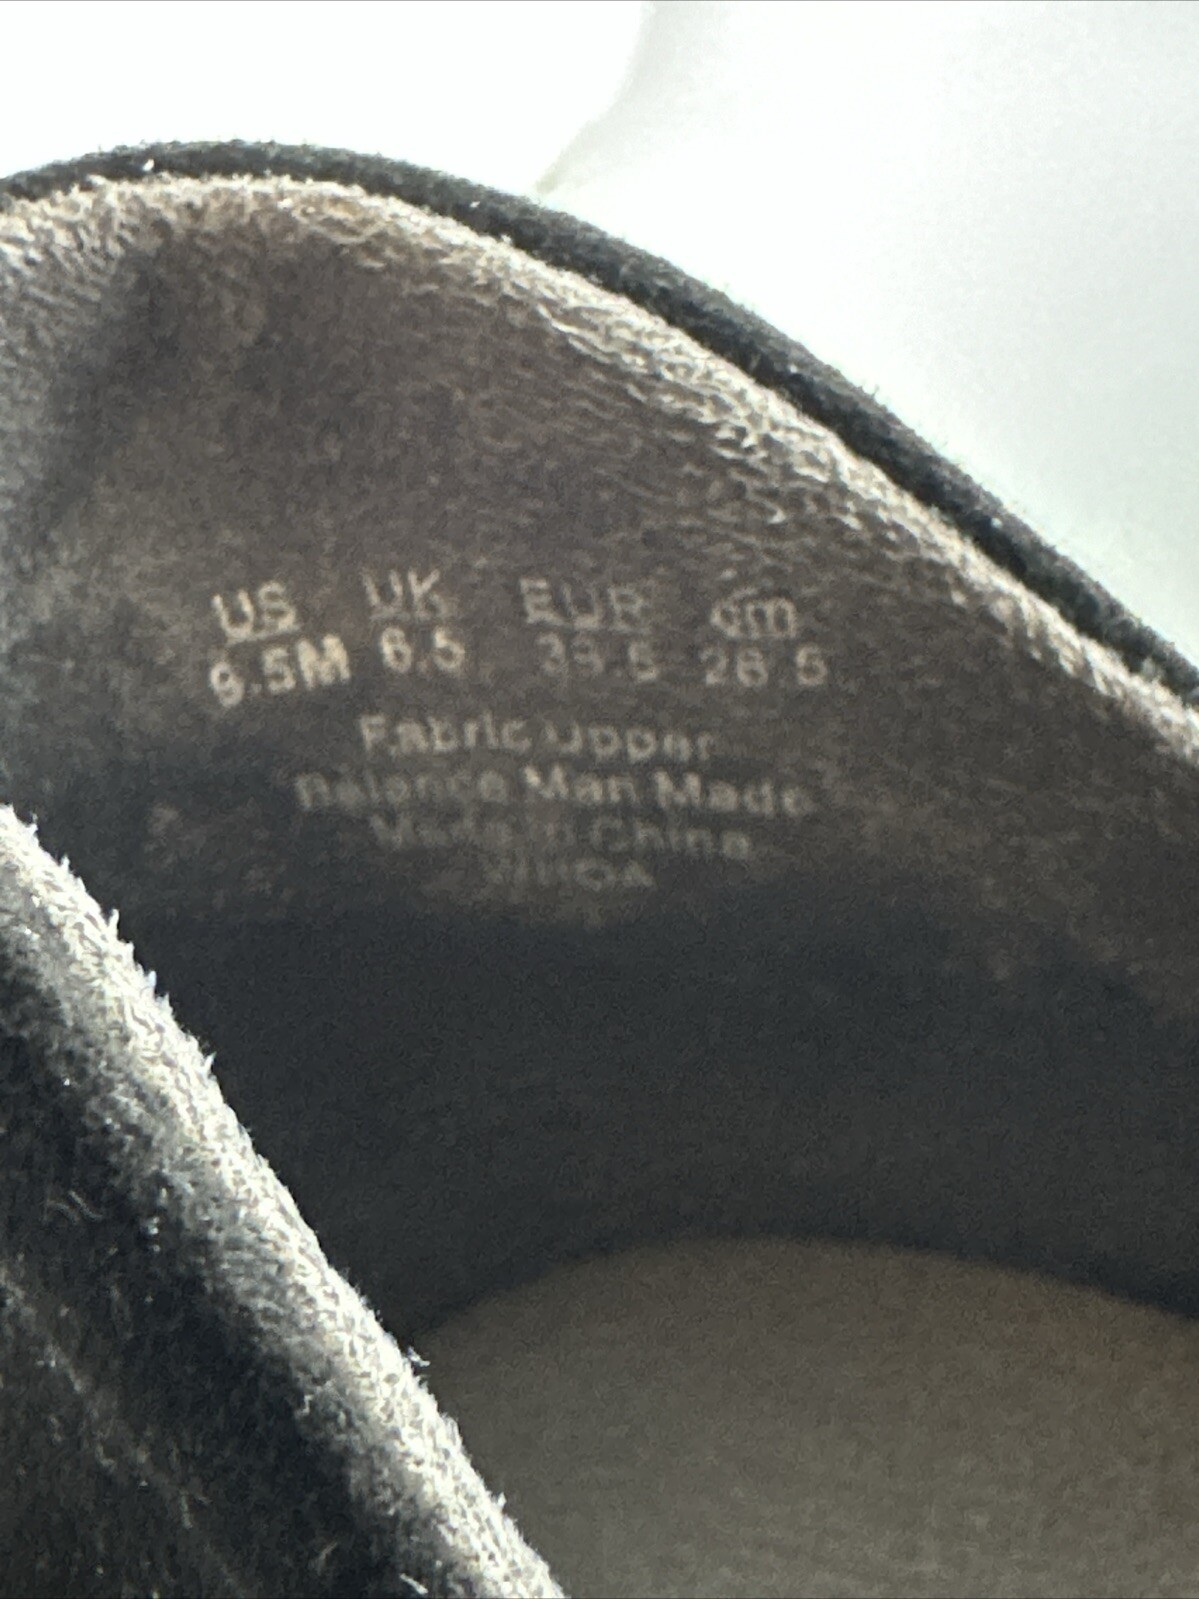 US UK EUR cm
9.5M 6.5 39.5 26.5
Fabric Upper
Balance Man Made
Made in China